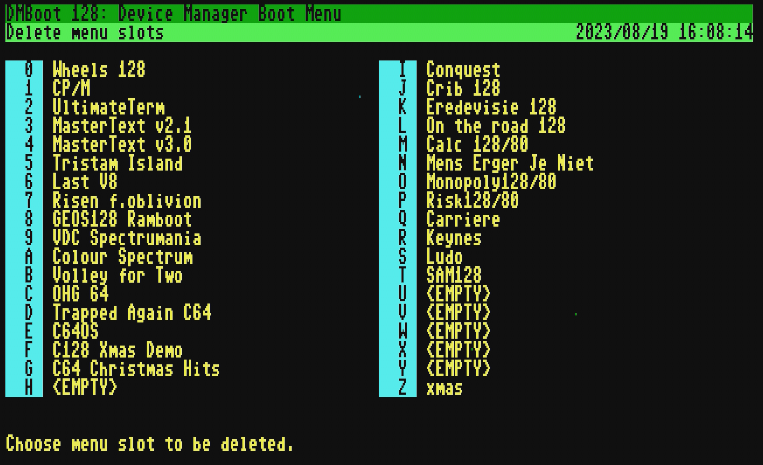 DMBoot 128: Device Manager Boot Menu
Delete menu slots 2023/08/19 16:08:14
0 Wheels 128
1 CP/M
2 UltimateTerm
3 MasterText v2.1
4 MasterText v3.0
5 Tristam Island
6 Last V8
7 Risen f.oblivion
8 GEOS128 Ramboot
9 VDC Spectrumania
A Colour Spectrum
B Volley for Two
C OHG 64
D Trapped Again C64
E C64OS
F C128 Xmas Demo
G C64 Christmas Hits
H <EMPTY>
I Conquest
J Crib 128
K Eredevisie 128
L On the road 128
M Calc 128/80
N Mens Erger Je Niet
O Monopoly128/80
P Risk128/80
Q Carriere
R Keynes
S Ludo
T SAM128
U <EMPTY>
V <EMPTY>
W <EMPTY>
X <EMPTY>
Y <EMPTY>
Z xmas
Choose menu slot to be deleted.